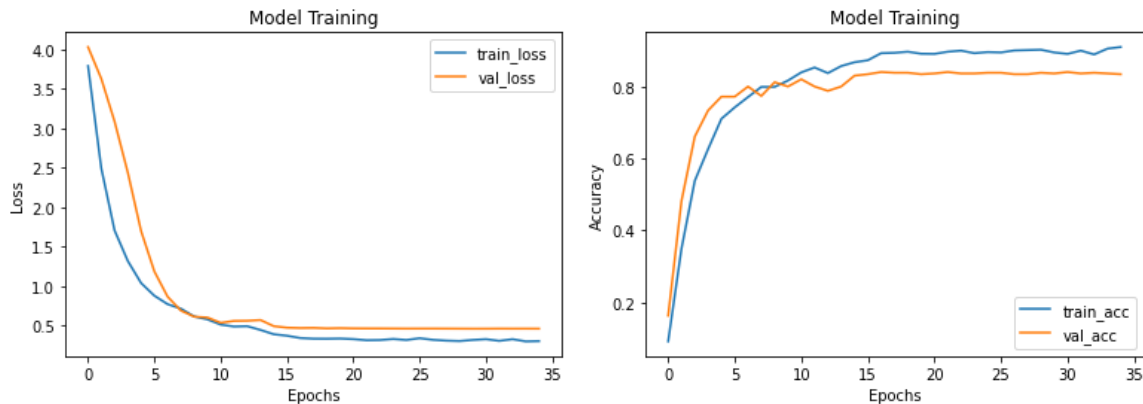 Model Training
Loss
4.0
3.5
3.0
2.5
2.0
1.5
1.0
0.5
train_loss
val_loss
0 5 10 15 20 25 30 35
Epochs
Model Training
Accuracy
0.8
0.6
0.4
0.2
train_acc
val_acc
0 5 10 15 20 25 30 35
Epochs